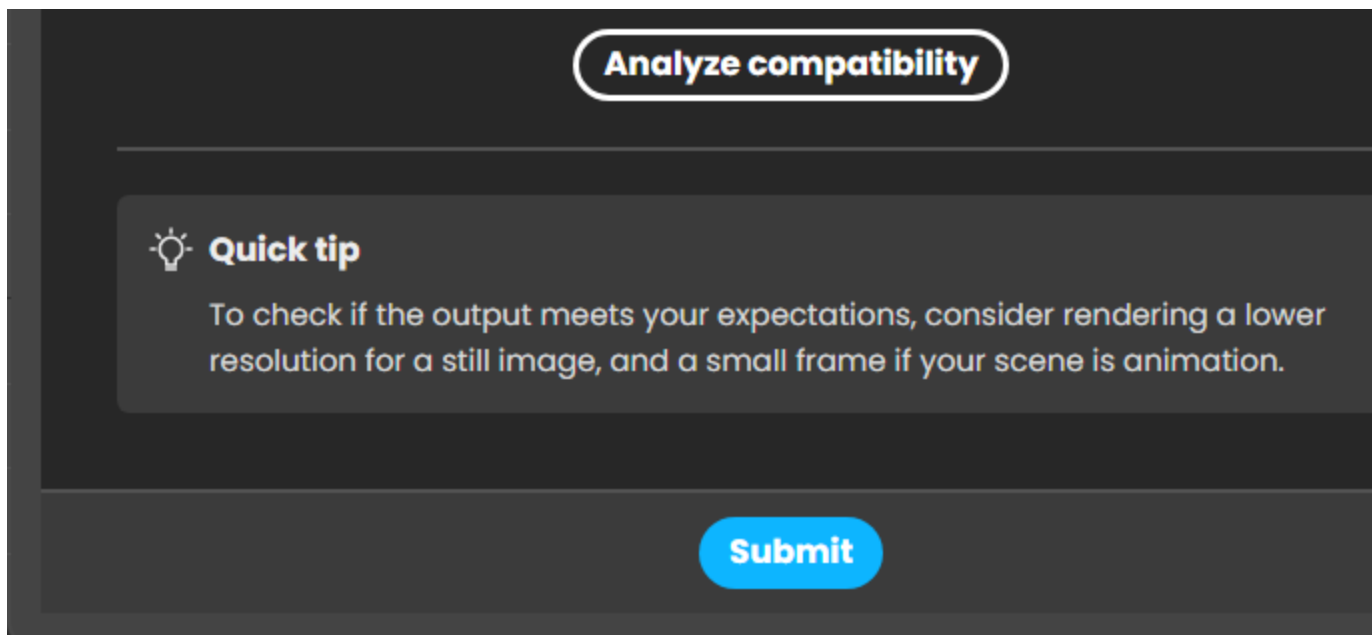 Analyze compatibility
Quick tip
To check if the output meets your expectations, consider rendering a lower
resolution for a still image, and a small frame if your scene is animation.
Submit